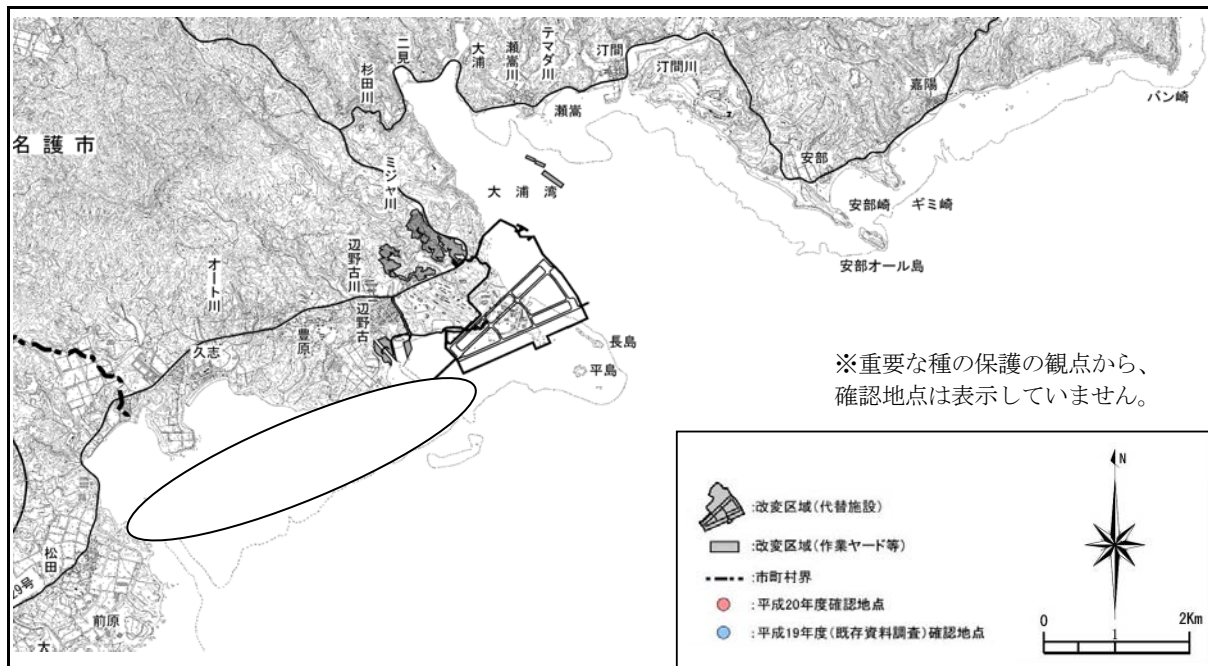 二見
杉田川
大浦
瀬嵩川
テマダ川
汀間
汀間川
瀬嵩
嘉陽
バン崎
名護市
ミジャ川
大浦湾
安部
安部崎
ギミ崎
安部オール島
辺野古川
辺野古
オート川
豊原
久志
長島
平島
※重要な種の保護の観点から、
確認地点は表示していません。
松田
29号
前原
大
:改変区域(代替施設)
:改変区域(作業ヤード等)
:市町村界
:平成20年度確認地点
:平成19年度(既存資料調査)確認地点
N
0 1 2Km